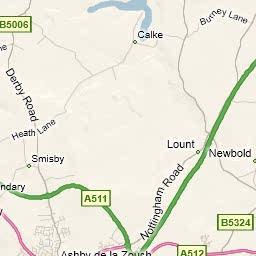 B5006
Burney Lane
Calke
Derby Road
Heath Lane
Lount
Newbold
Smisby
Nottingham Road
ndary
A511
B5324
Ashby de la Zouch
A512